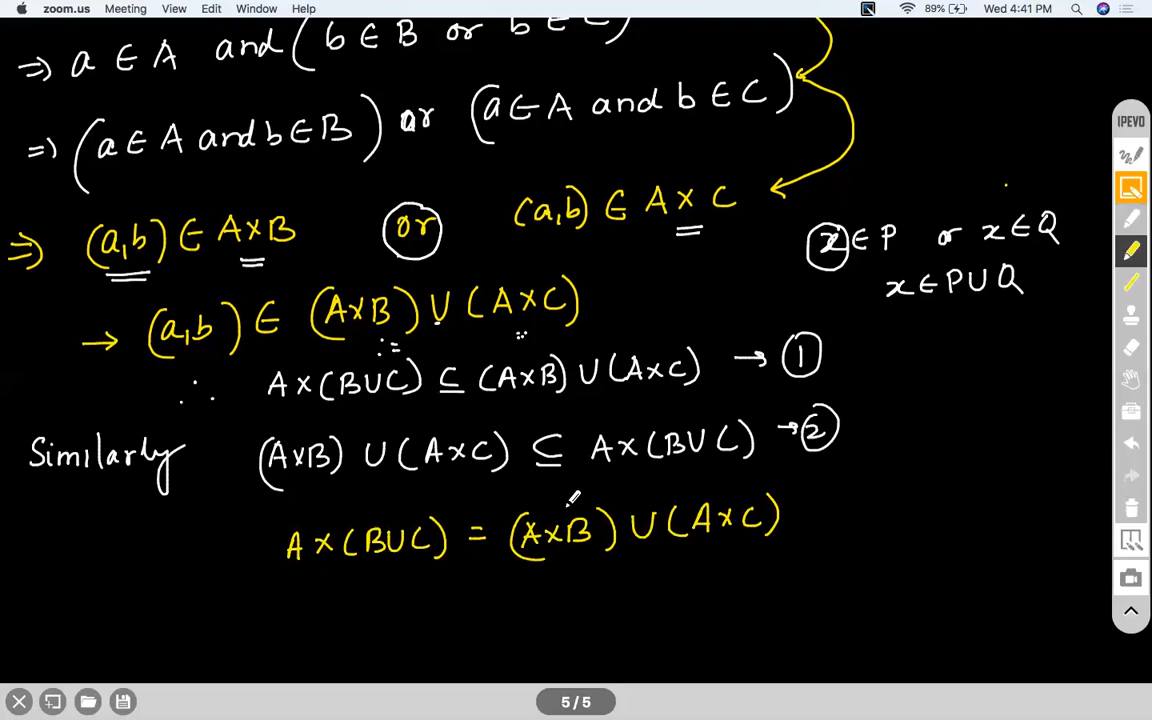 zoom.us Meeting View Edit Window Help 89% Wed 4:41 PM
⇒ a ∈ A and (b ∈ B or b ∈ C)
⇒ (a ∈ A and b ∈ B) or (a ∈ A and b ∈ C)
⇒ (a,b) ∈ A×B or (a,b) ∈ A×C
x ∈ P or x ∈ Q
x ∈ P ∪ Q
→ (a,b) ∈ (A×B) ∪ (A×C)
∴ A×(B∪C) ⊆ (A×B) ∪ (A×C) → ①
Similarly (A×B) ∪ (A×C) ⊆ A×(B∪C) → ②
A×(B∪C) = (A×B) ∪ (A×C)
IPEVO
5/5